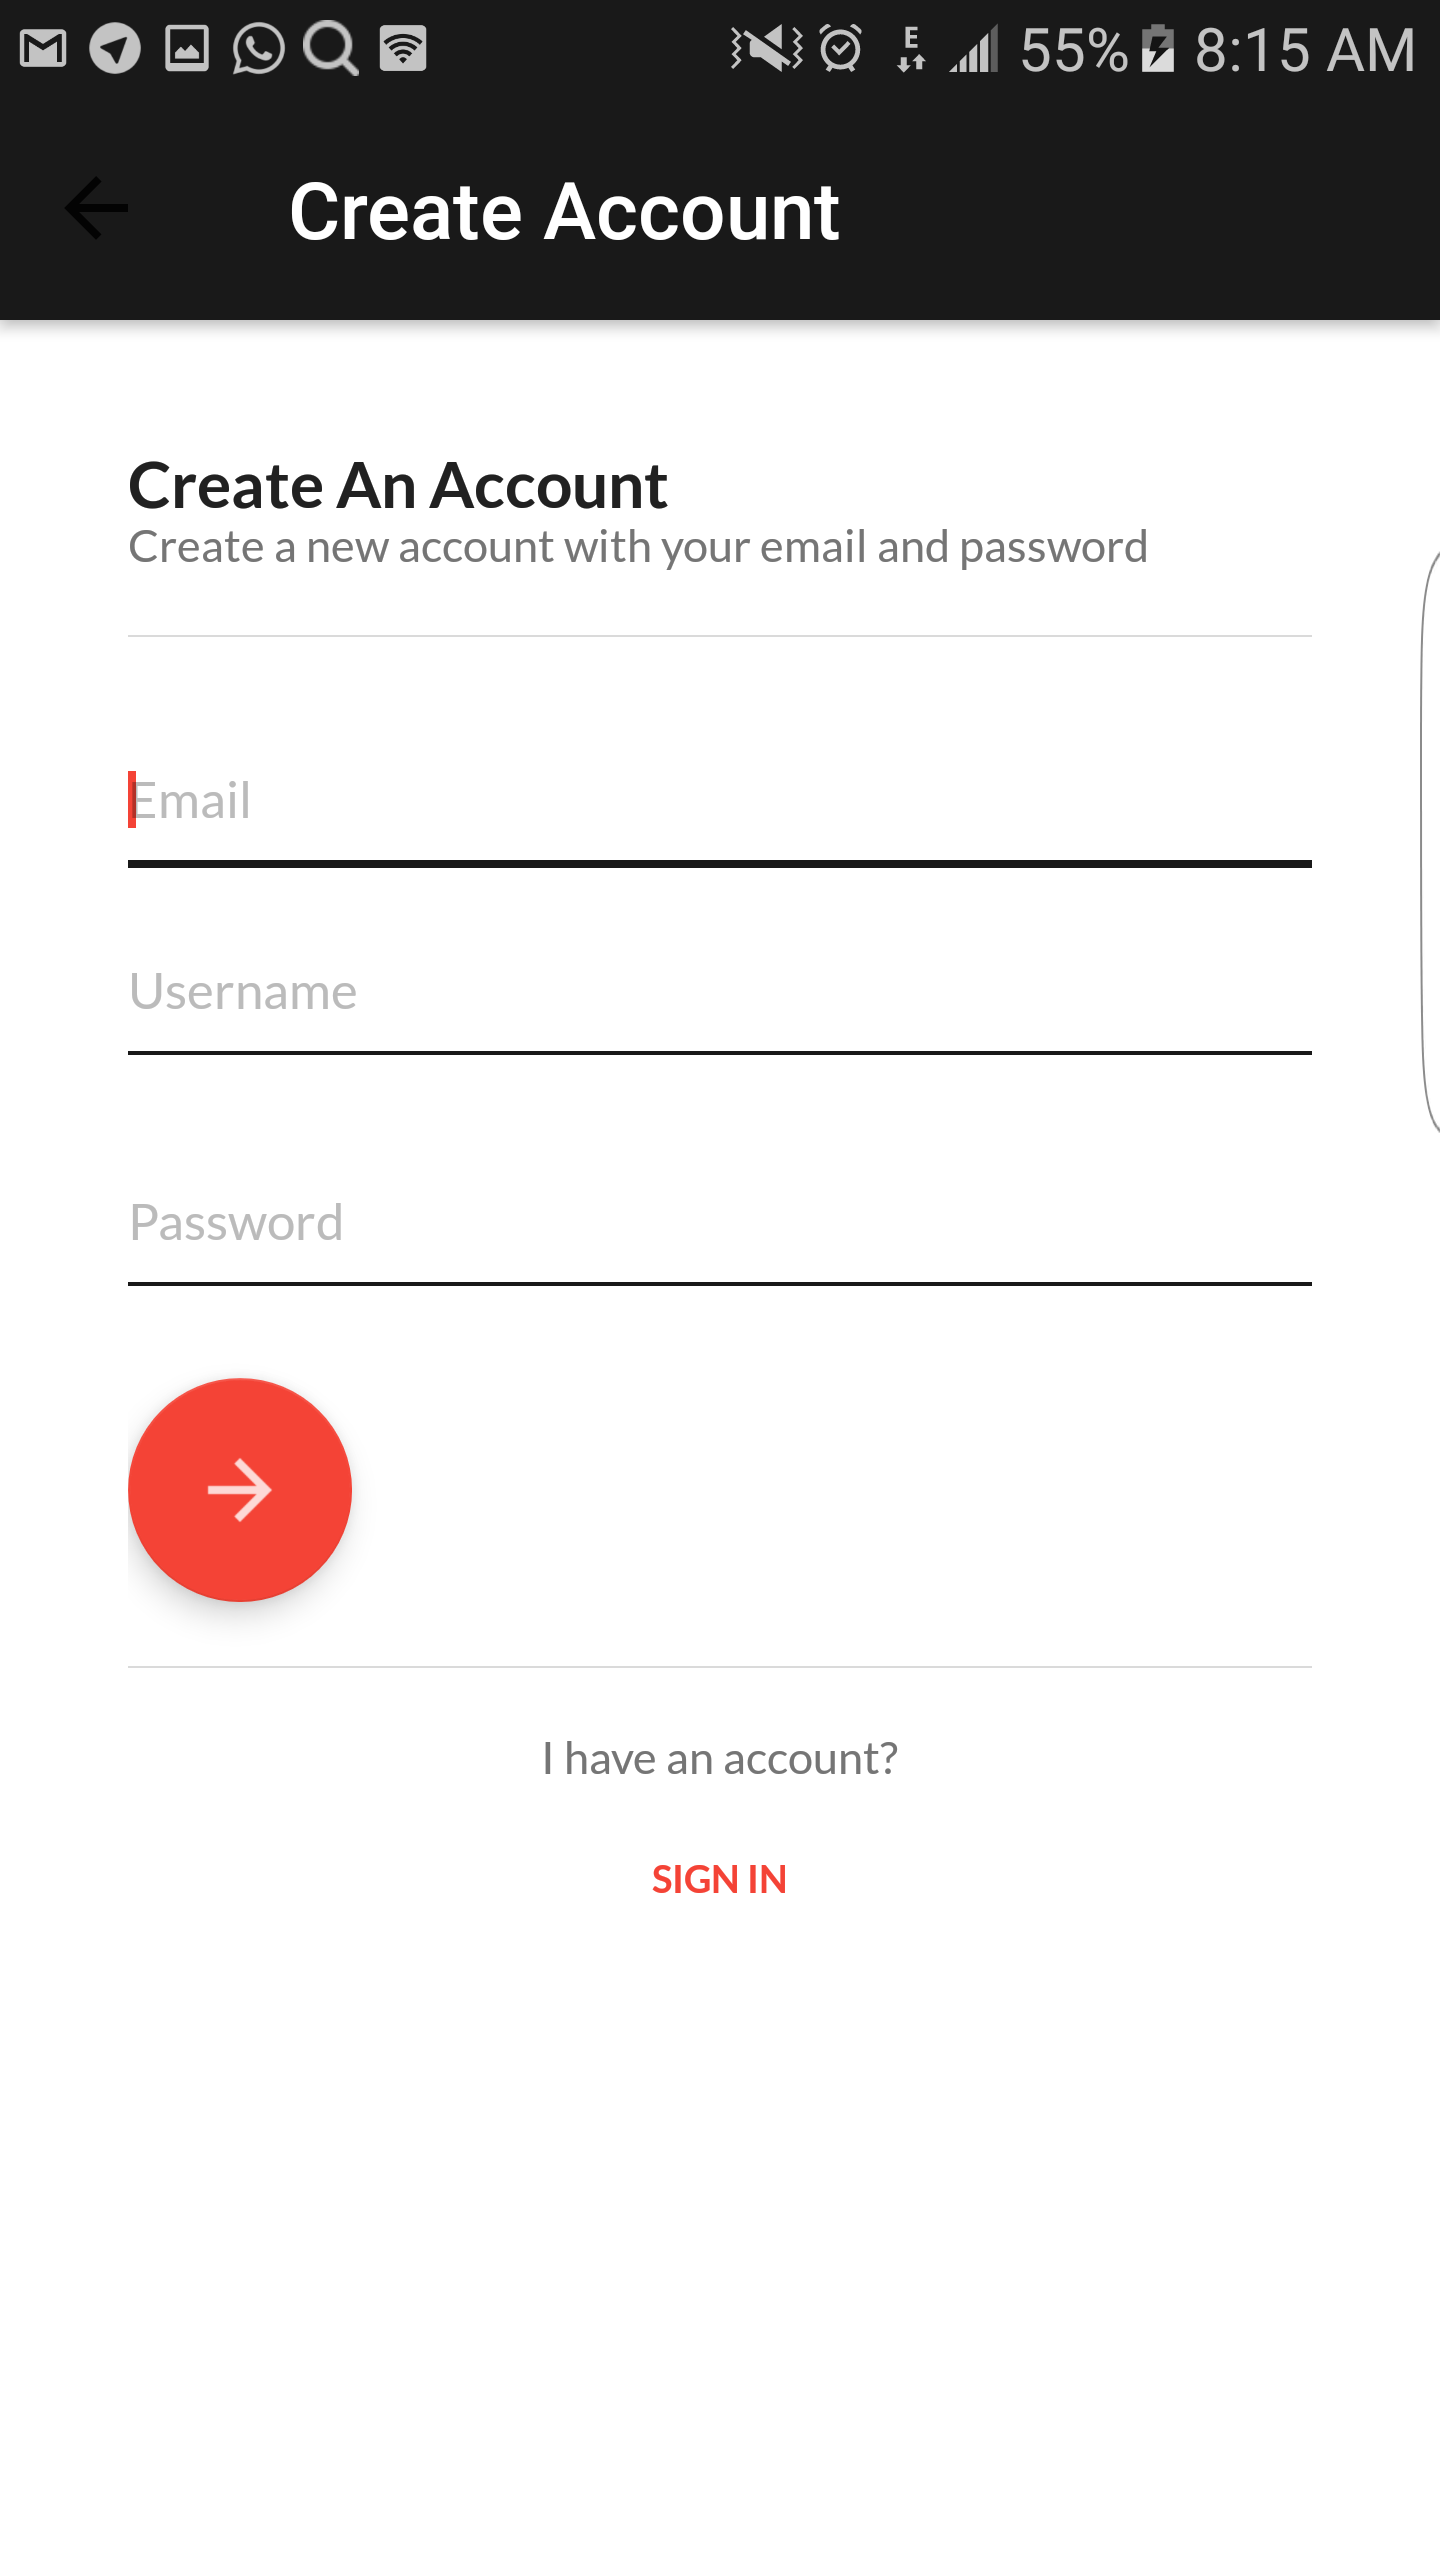 E 55% 8:15 AM
Create Account
Create An Account
Create a new account with your email and password
Email
Username
Password
I have an account?
SIGN IN